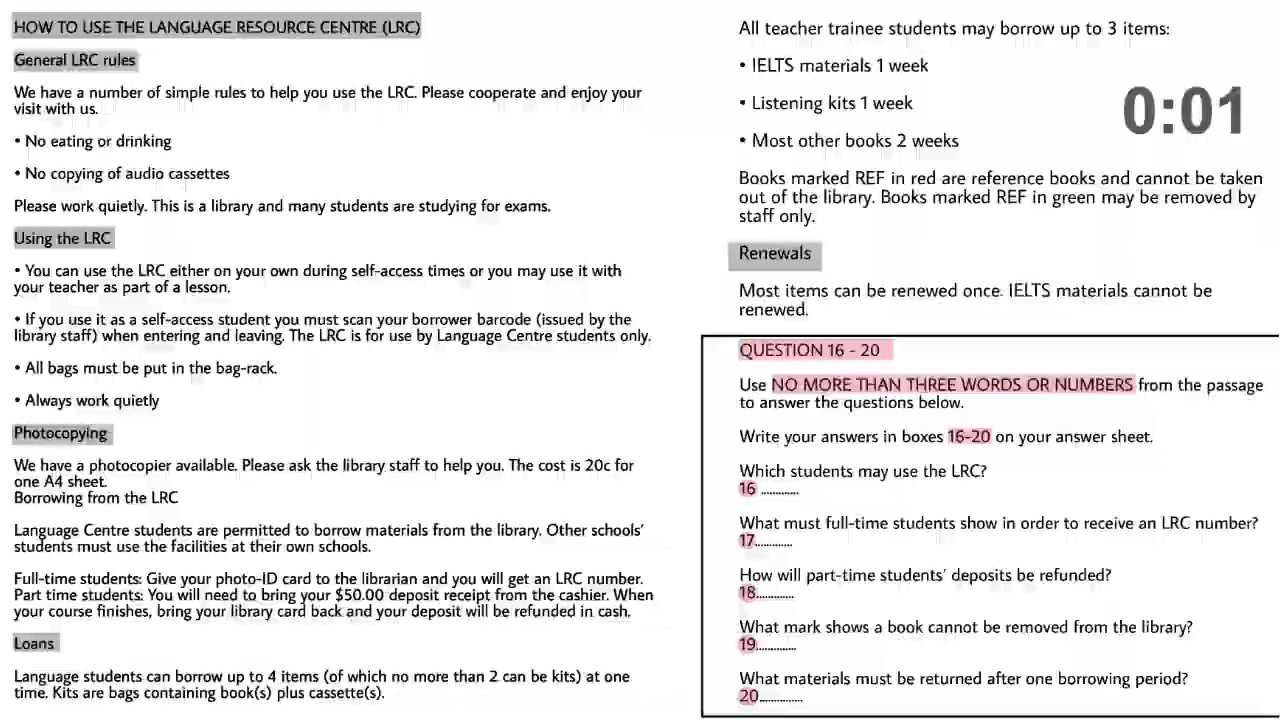 HOW TO USE THE LANGUAGE RESOURCE CENTRE (LRC)
General LRC rules
We have a number of simple rules to help you use the LRC. Please cooperate and enjoy your
visit with us.
• No eating or drinking
• No copying of audio cassettes
Please work quietly. This is a library and many students are studying for exams.
Using the LRC
• You can use the LRC either on your own during self-access times or you may use it with
your teacher as part of a lesson.
• If you use it as a self-access student you must scan your borrower barcode (issued by the
library staff) when entering and leaving. The LRC is for use by Language Centre students only.
• All bags must be put in the bag-rack.
• Always work quietly
Photocopying
We have a photocopier available. Please ask the library staff to help you. The cost is 20c for
one A4 sheet.
Borrowing from the LRC
Language Centre students are permitted to borrow materials from the library. Other schools'
students must use the facilities at their own schools.
Full-time students: Give your photo-ID card to the librarian and you will get an LRC number.
Part time students: You will need to bring your $50.00 deposit receipt from the cashier. When
your course finishes, bring your library card back and your deposit will be refunded in cash.
Loans
Language students can borrow up to 4 items (of which no more than 2 can be kits) at one
time. Kits are bags containing book(s) plus cassette(s).
All teacher trainee students may borrow up to 3 items:
• IELTS materials 1 week
• Listening kits 1 week
• Most other books 2 weeks
0:01
Books marked REF in red are reference books and cannot be taken
out of the library. Books marked REF in green may be removed by
staff only.
Renewals
Most items can be renewed once. IELTS materials cannot be
renewed.
QUESTION 16 - 20
Use NO MORE THAN THREE WORDS OR NUMBERS from the passage
to answer the questions below.
Write your answers in boxes 16-20 on your answer sheet.
Which students may use the LRC?
16 .............
What must full-time students show in order to receive an LRC number?
17.............
How will part-time students' deposits be refunded?
18.............
What mark shows a book cannot be removed from the library?
19.............
What materials must be returned after one borrowing period?
20..............